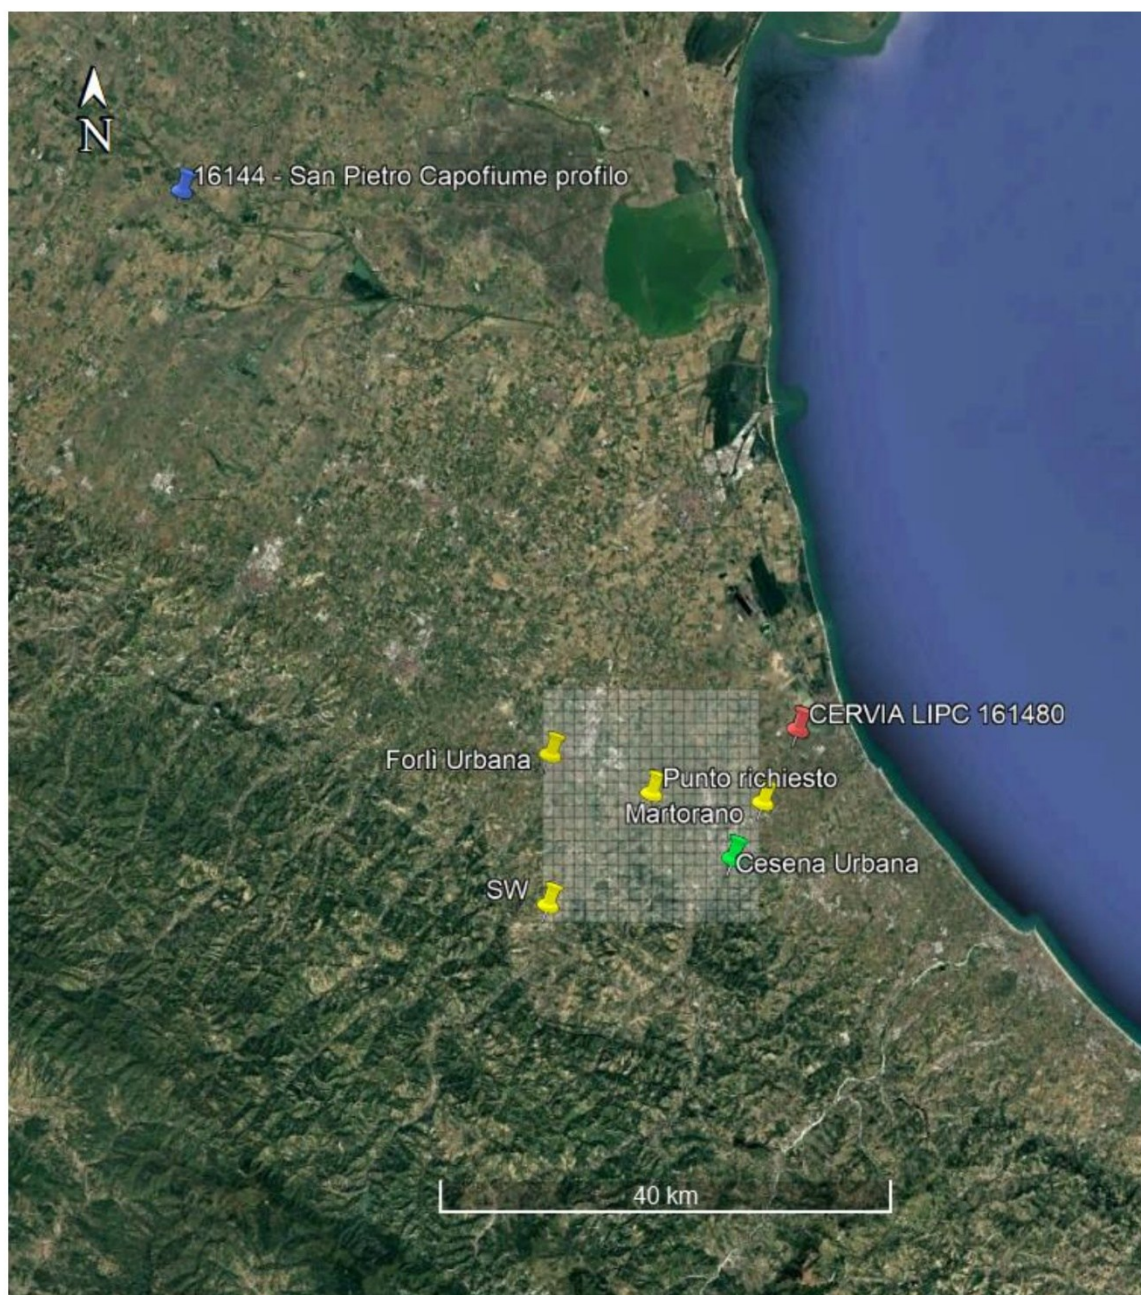 N
16144 - San Pietro Capofiume profilo
CERVIA LIPC 161480
Forlì Urbana
Punto richiesto
Martorano
Cesena Urbana
SW
40 km